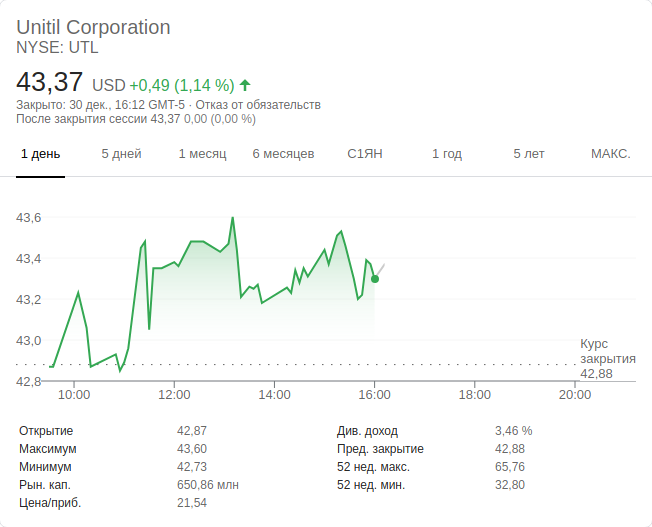 Unitil Corporation
NYSE: UTL
43,37 USD +0,49 (1,14 %)
Закрыто: 30 дек., 16:12 GMT-5 · Отказ от обязательств
После закрытия сессии 43,37 0,00 (0,00 %)
1 день 5 дней 1 месяц 6 месяцев С1ЯН 1 год 5 лет МАКС.
43,6
43,4
43,2
43,0
Курс
закрытия
42,88
42,8
10:00 12:00 14:00 16:00 18:00 20:00
Открытие 42,87 Див. доход 3,46 %
Максимум 43,60 Пред. закрытие 42,88
Минимум 42,73 52 нед. макс. 65,76
Рын. кап. 650,86 млн 52 нед. мин. 32,80
Цена/приб. 21,54